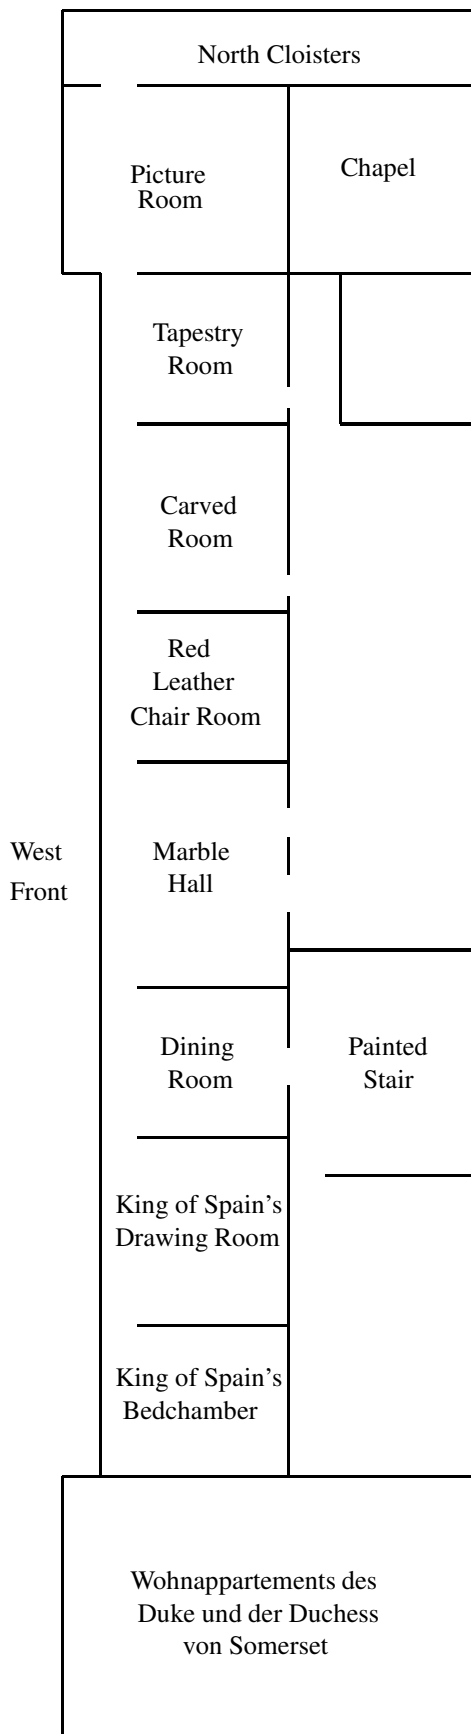 North Cloisters
Picture
Room
Chapel
Tapestry
Room
Carved
Room
Red
Leather
Chair Room
West
Front
Marble
Hall
Dining
Room
Painted
Stair
King of Spain's
Drawing Room
King of Spain's
Bedchamber
Wohnappartements des
Duke und der Duchess
von Somerset